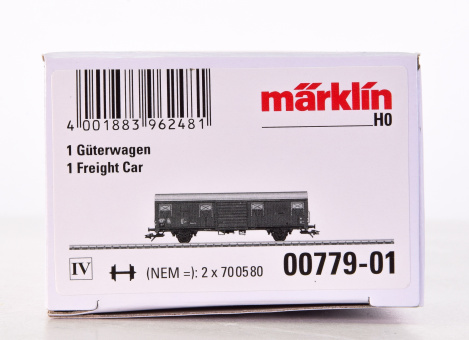 märklin
H0
4 001883 962481
1 Güterwagen
1 Freight Car
IV (NEM =): 2 x 700580 00779-01